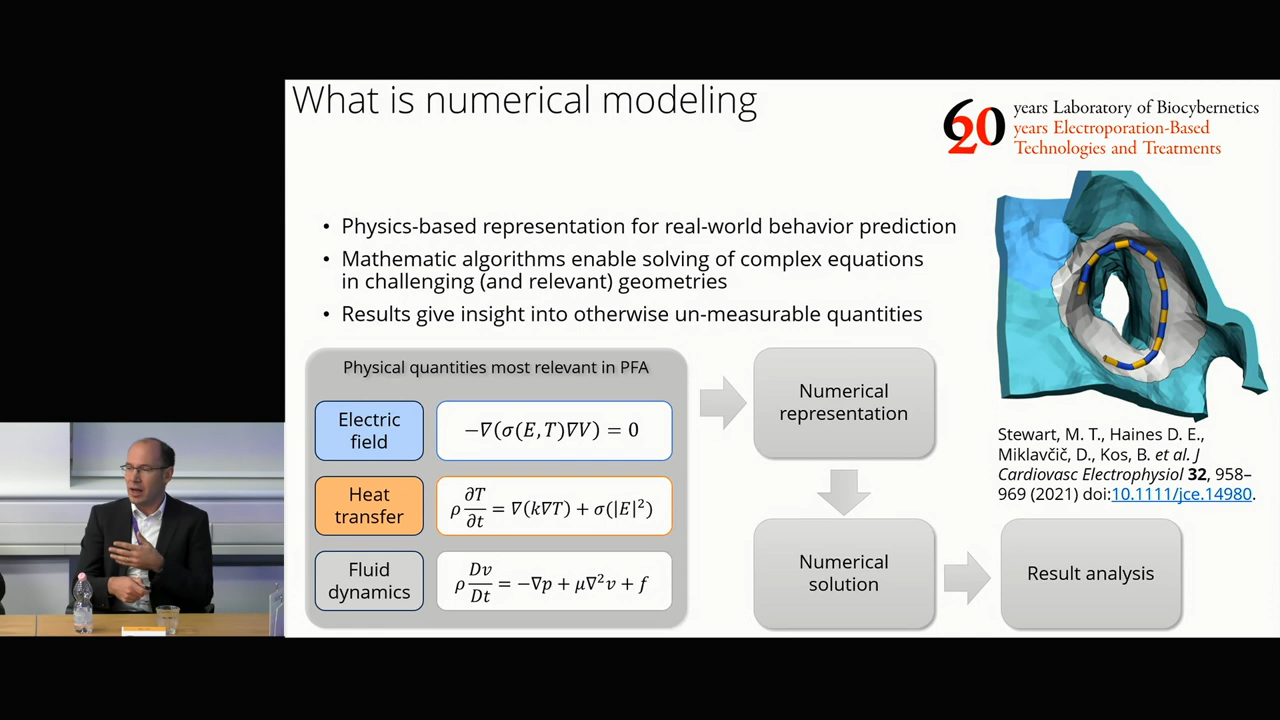 What is numerical modeling
60 20
years Laboratory of Biocybernetics
years Electroporation-Based
Technologies and Treatments
• Physics-based representation for real-world behavior prediction
• Mathematic algorithms enable solving of complex equations
in challenging (and relevant) geometries
• Results give insight into otherwise un-measurable quantities
Physical quantities most relevant in PFA
Electric
field
−∇(σ(E, T)∇V) = 0
Heat
transfer
ρ ∂T/∂t = ∇(k∇T) + σ(|E|²)
Fluid
dynamics
ρ Dv/Dt = −∇p + μ∇²v + f
Numerical
representation
Numerical
solution
Result analysis
Stewart, M. T., Haines D. E.,
Miklavčič, D., Kos, B. et al. J
Cardiovasc Electrophysiol 32, 958–
969 (2021) doi:10.1111/jce.14980.